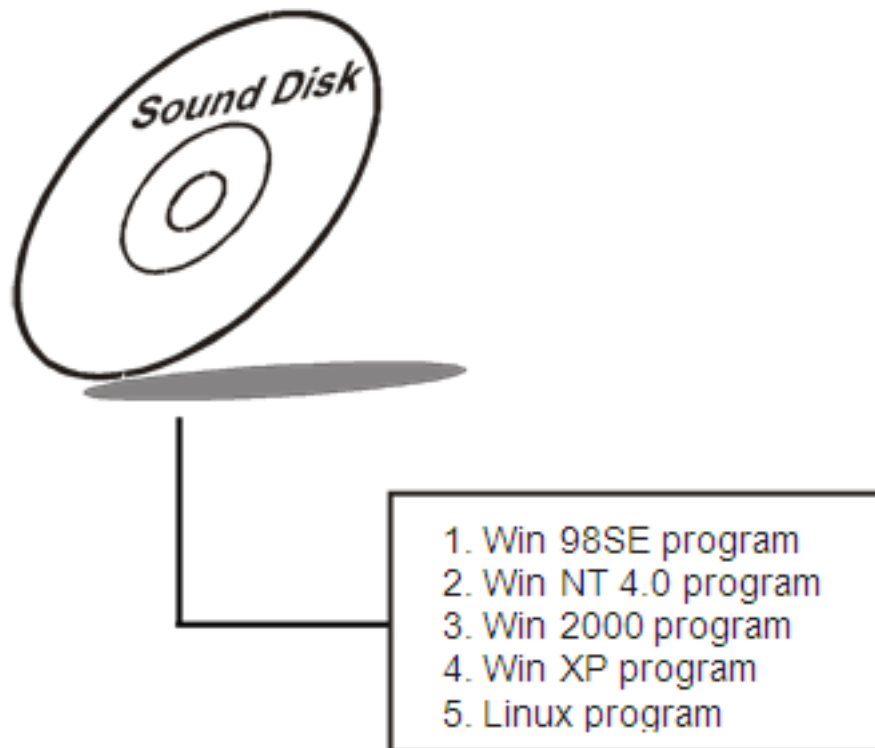 Sound Disk
1. Win 98SE program
2. Win NT 4.0 program
3. Win 2000 program
4. Win XP program
5. Linux program